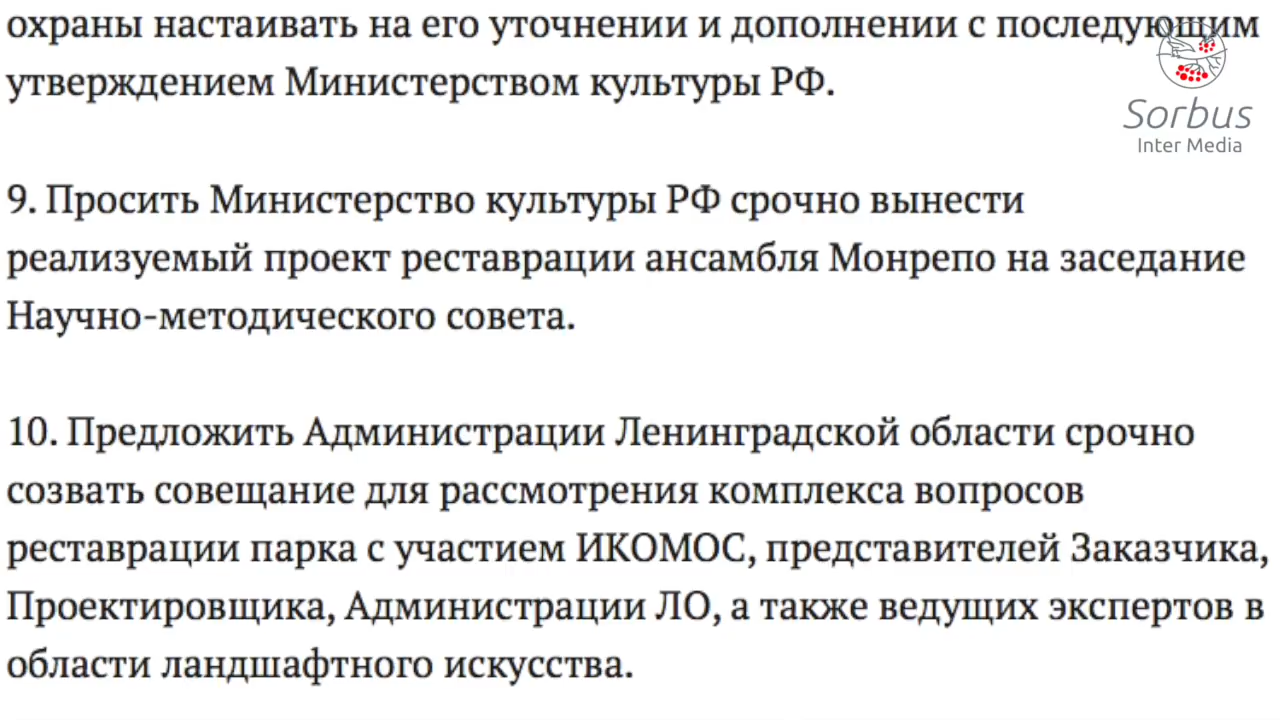 охраны настаивать на его уточнении и дополнении с последующим
утверждением Министерством культуры РФ.
Sorbus
Inter Media
9. Просить Министерство культуры РФ срочно вынести
реализуемый проект реставрации ансамбля Монрепо на заседание
Научно-методического совета.
10. Предложить Администрации Ленинградской области срочно
созвать совещание для рассмотрения комплекса вопросов
реставрации парка с участием ИКОМОС, представителей Заказчика,
Проектировщика, Администрации ЛО, а также ведущих экспертов в
области ландшафтного искусства.